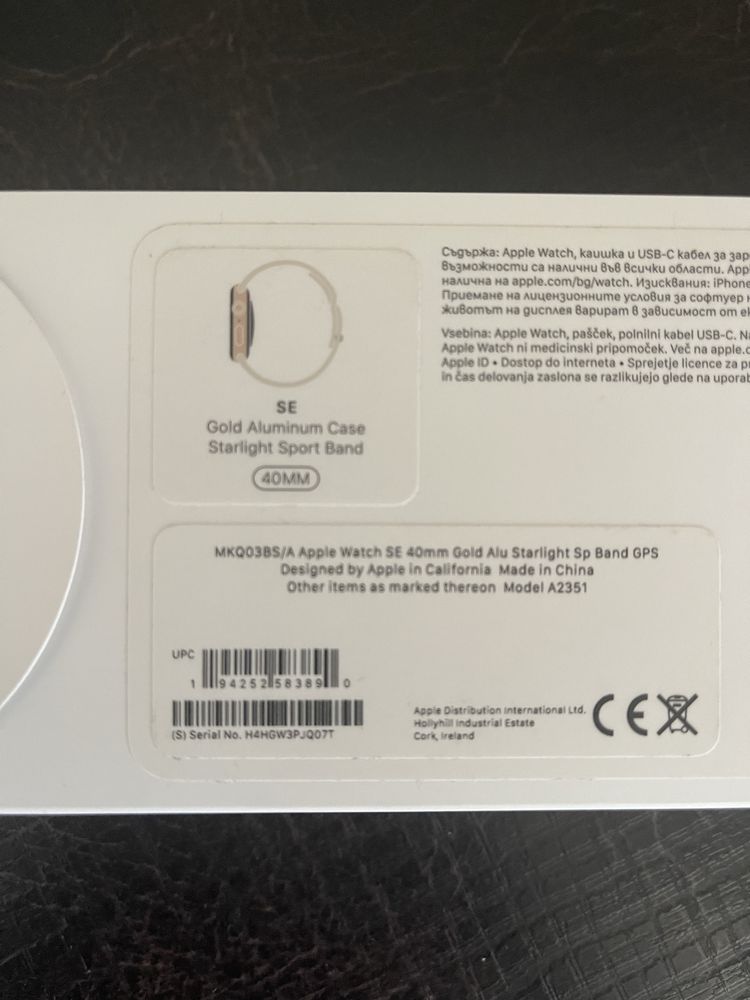 SE
Gold Aluminum Case
Starlight Sport Band
40MM
Съдържа: Apple Watch, каишка и USB-C кабел за
възможности са налични във всички области.
налична на apple.com/bg/watch. Изисквания: iPhone
Приемане на лицензионните условия за софтуер
животът на дисплея варират в зависимост от
Vsebina: Apple Watch, pašček, polnilni kabel USB-C.
Apple Watch ni medicinski pripomoček. Več na
Apple ID • Dostop do interneta • Sprejetje licence za
in čas delovanja zaslona se razlikujejo glede na
MKQ03BS/A Apple Watch SE 40mm Gold Alu Starlight Sp Band GPS
Designed by Apple in California Made in China
Other items as marked thereon Model A2351
UPC
1 94252 58389 0
(S) Serial No. H4HGW3PJQ07T
Apple Distribution International Ltd.
Hollyhill Industrial Estate
Cork, Ireland
CE